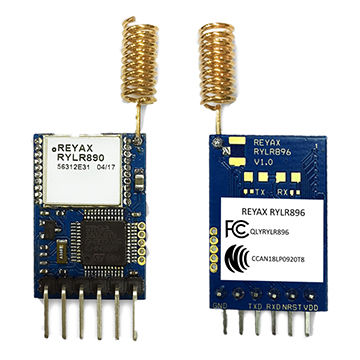 REYAX
RYLR890
56312E31 04/17
REYAX
RYLR896
V1.0
TX RX
REYAX RYLR896
FC
QLYRYLR896
CCAN18LP0920T8
GND TXD RXD NRST VDD